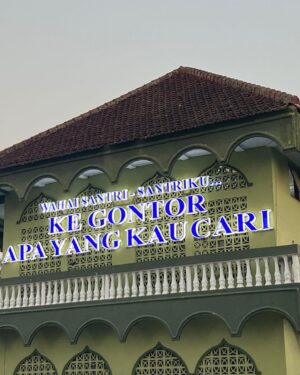 WAHAI SANTRI - SANTRIKU...
KE GONTOR
APA YANG KAU CARI